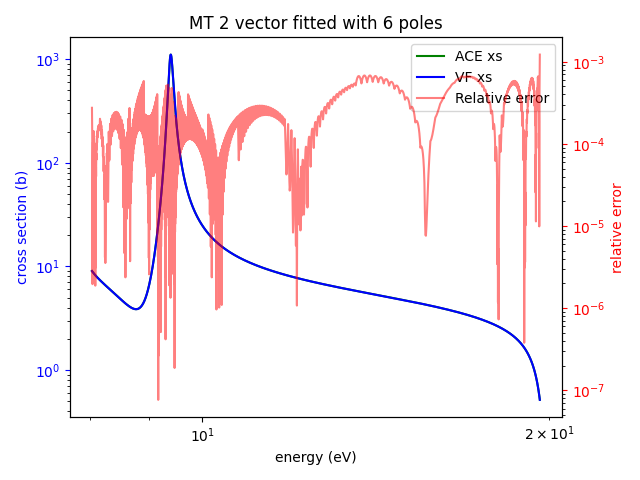 MT 2 vector fitted with 6 poles
ACE xs
VF xs
Relative error
cross section (b)
10³
10²
10¹
10⁰
10⁻³
10⁻⁴
10⁻⁵
10⁻⁶
10⁻⁷
relative error
10¹
2 × 10¹
energy (eV)